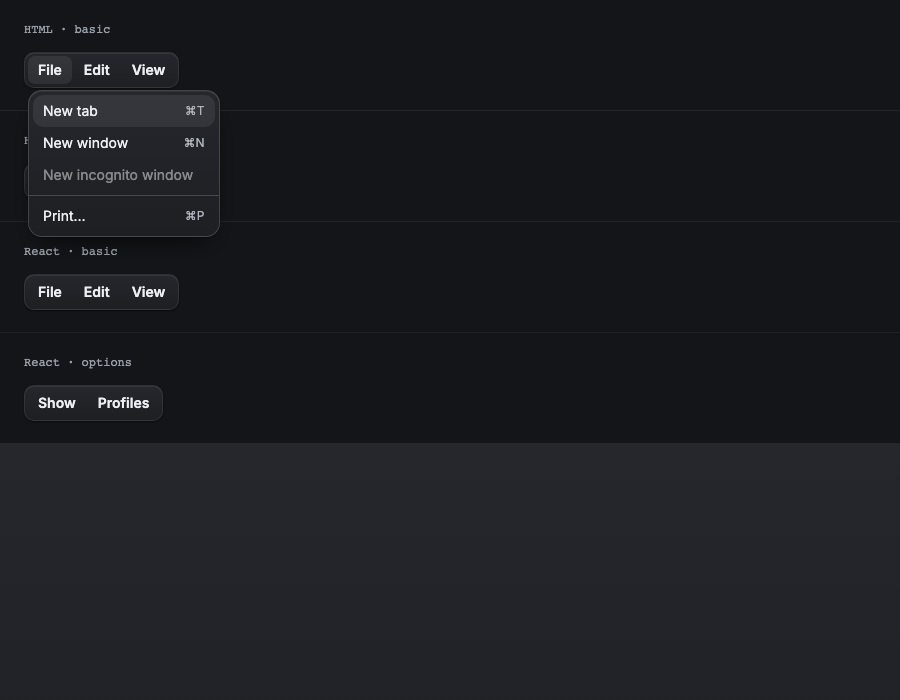 HTML • basic
File Edit View
New tab ⌘T
New window ⌘N
New incognito window
Print... ⌘P
React • basic
File Edit View
React • options
Show Profiles